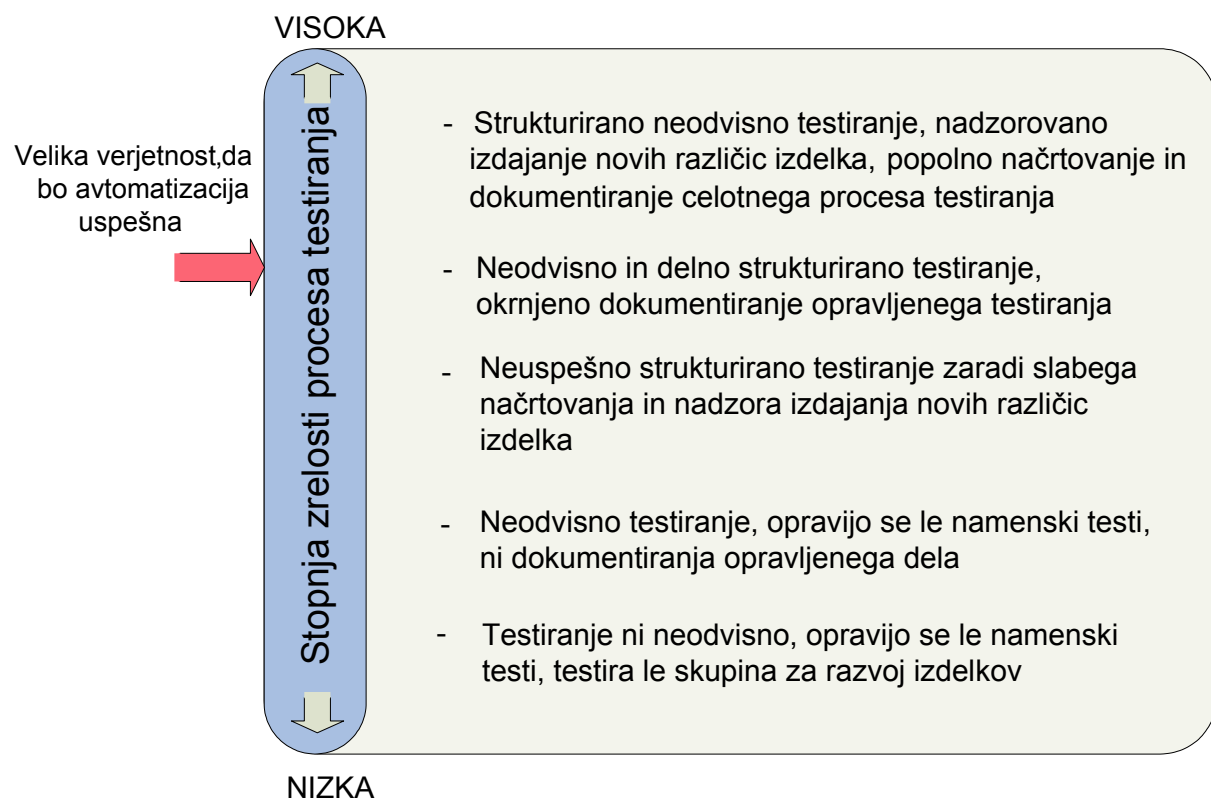 VISOKA
Velika verjetnost,da
bo avtomatizacija
uspešna
Stopnja zrelosti procesa testiranja
- Strukturirano neodvisno testiranje, nadzorovano
izdajanje novih različic izdelka, popolno načrtovanje in
dokumentiranje celotnega procesa testiranja
- Neodvisno in delno strukturirano testiranje,
okrnjeno dokumentiranje opravljenega testiranja
- Neuspešno strukturirano testiranje zaradi slabega
načrtovanja in nadzora izdajanja novih različic
izdelka
- Neodvisno testiranje, opravijo se le namenski testi,
ni dokumentiranja opravljenega dela
- Testiranje ni neodvisno, opravijo se le namenski
testi, testira le skupina za razvoj izdelkov
NIZKA